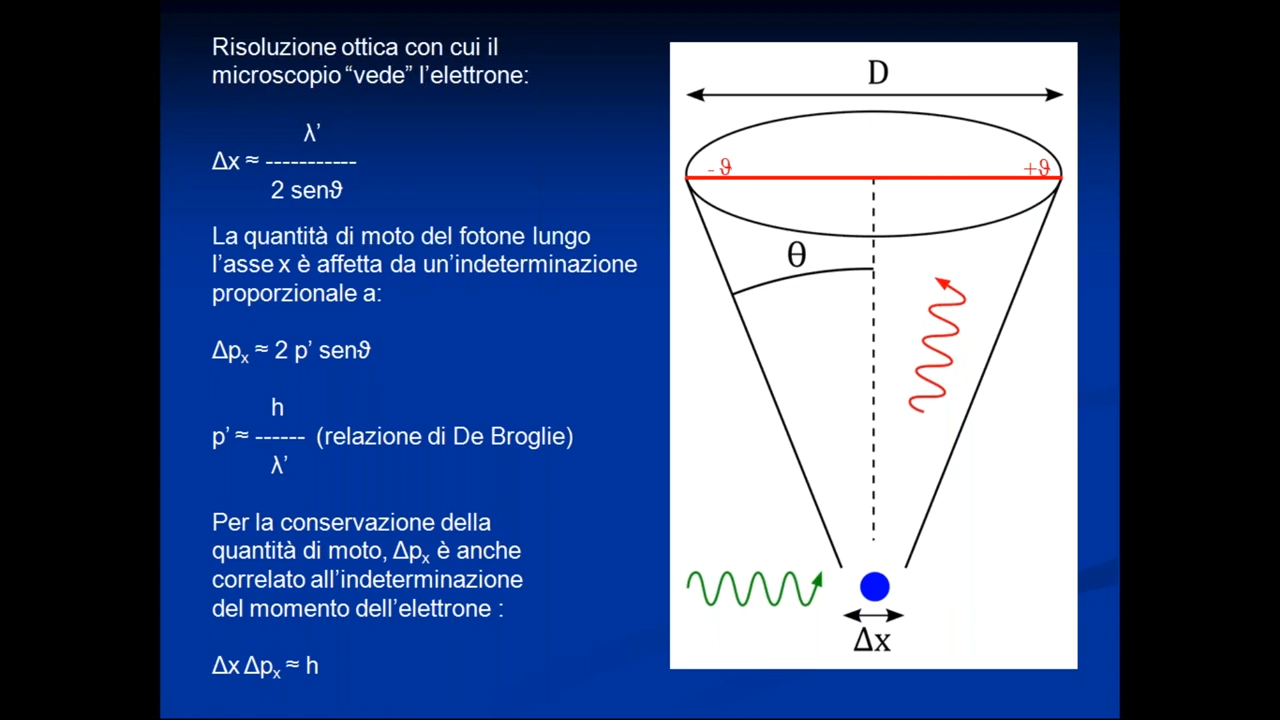 Risoluzione ottica con cui il
microscopio “vede” l’elettrone:
λ’
Δx ≈ -----------
2 senϑ
La quantità di moto del fotone lungo
l’asse x è affetta da un’indeterminazione
proporzionale a:
Δpx ≈ 2 p’ senϑ
h
p’ ≈ ------ (relazione di De Broglie)
λ’
Per la conservazione della
quantità di moto, Δpx è anche
correlato all’indeterminazione
del momento dell’elettrone :
Δx Δpx ≈ h
D
- ϑ +ϑ
θ
Δx